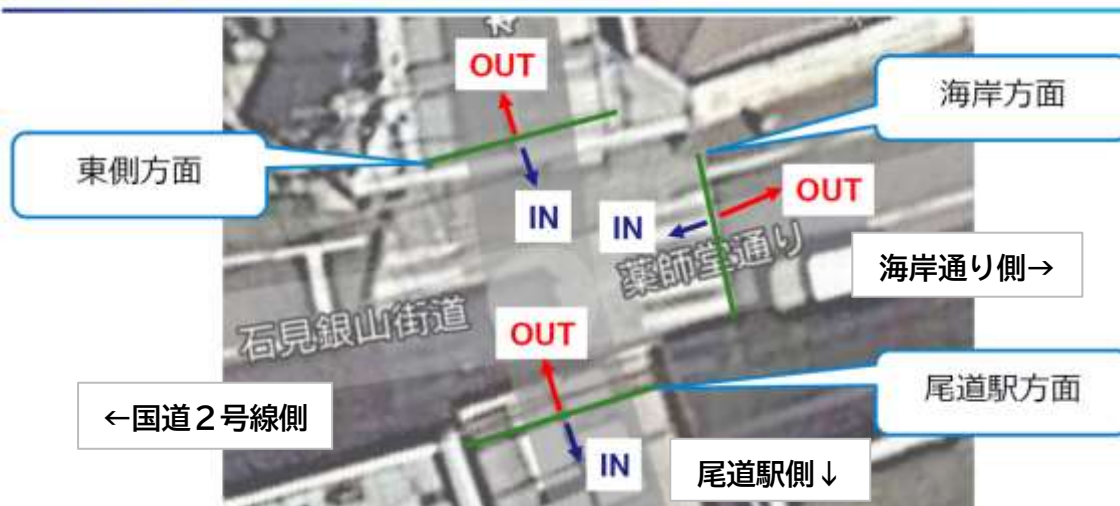 OUT
海岸方面
東側方面
IN
IN
OUT
薬師堂通り
海岸通り側→
石見銀山街道
OUT
尾道駅方面
←国道２号線側
IN
尾道駅側↓